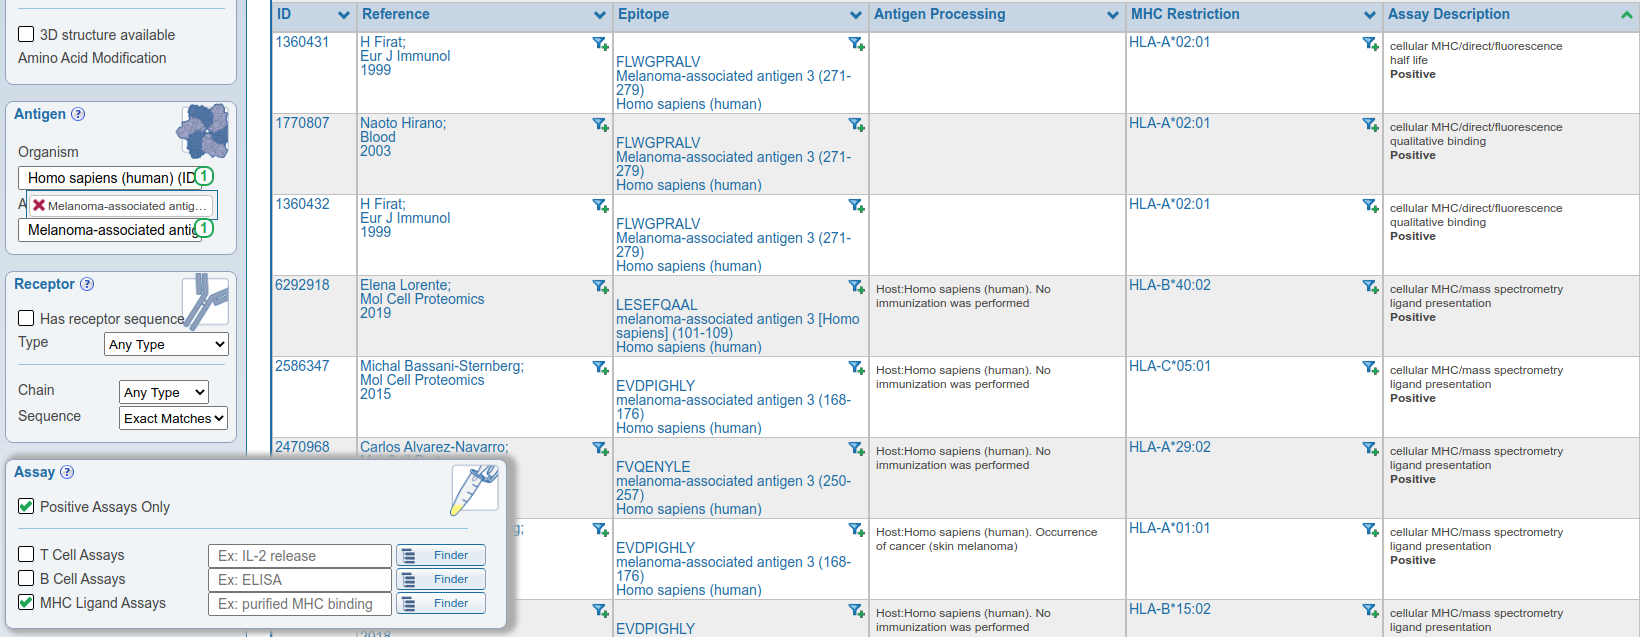 3D structure available
Amino Acid Modification
Antigen ?
Organism
Homo sapiens (human) (ID 1
A Melanoma-associated antig...
Melanoma-associated antig 1
Receptor ?
Has receptor sequence
Type Any Type
Chain Any Type
Sequence Exact Matches
Assay ?
Positive Assays Only
T Cell Assays Ex: IL-2 release Finder
B Cell Assays Ex: ELISA Finder
MHC Ligand Assays Ex: purified MHC binding Finder
ID Reference Epitope Antigen Processing MHC Restriction Assay Description
1360431
H Firat;
Eur J Immunol
1999
FLWGPRALV
Melanoma-associated antigen 3 (271-
279)
Homo sapiens (human)
HLA-A*02:01
cellular MHC/direct/fluorescence
half life
Positive
1770807
Naoto Hirano;
Blood
2003
FLWGPRALV
Melanoma-associated antigen 3 (271-
279)
Homo sapiens (human)
HLA-A*02:01
cellular MHC/direct/fluorescence
qualitative binding
Positive
1360432
H Firat;
Eur J Immunol
1999
FLWGPRALV
Melanoma-associated antigen 3 (271-
279)
Homo sapiens (human)
HLA-A*02:01
cellular MHC/direct/fluorescence
qualitative binding
Positive
6292918
Elena Lorente;
Mol Cell Proteomics
2019
LESEFQAAL
melanoma-associated antigen 3 [Homo
sapiens] (101-109)
Homo sapiens (human)
Host:Homo sapiens (human). No
immunization was performed
HLA-B*40:02
cellular MHC/mass spectrometry
ligand presentation
Positive
2586347
Michal Bassani-Sternberg;
Mol Cell Proteomics
2015
EVDPIGHLY
melanoma-associated antigen 3 (168-
176)
Homo sapiens (human)
Host:Homo sapiens (human). No
immunization was performed
HLA-C*05:01
cellular MHC/mass spectrometry
ligand presentation
Positive
2470968
Carlos Alvarez-Navarro;
FVQENYLE
melanoma-associated antigen 3 (250-
257)
Homo sapiens (human)
Host:Homo sapiens (human). No
immunization was performed
HLA-A*29:02
cellular MHC/mass spectrometry
ligand presentation
Positive
g;
EVDPIGHLY
melanoma-associated antigen 3 (168-
176)
Homo sapiens (human)
Host:Homo sapiens (human). Occurrence
of cancer (skin melanoma)
HLA-A*01:01
cellular MHC/mass spectrometry
ligand presentation
Positive
2018
EVDPIGHLY
Host:Homo sapiens (human). No
immunization was performed
HLA-B*15:02
cellular MHC/mass spectrometry
ligand presentation